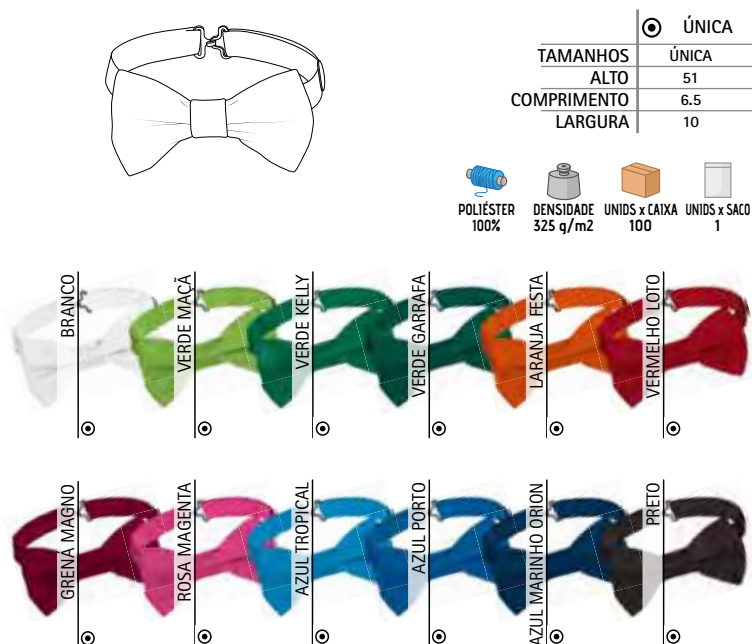 ÚNICA
TAMANHOS ÚNICA
ALTO 51
COMPRIMENTO 6.5
LARGURA 10
POLIÉSTER
100%
DENSIDADE
325 g/m2
UNIDS x CAIXA
100
UNIDS x SACO
1
BRANCO
VERDE MAÇÃ
VERDE KELLY
VERDE GARRAFA
LARANJA FESTA
VERMELHO LOTO
GRENÁ MAGNO
ROSA MAGENTA
AZUL TROPICAL
AZUL PORTO
AZUL MARINHO ORION
PRETO